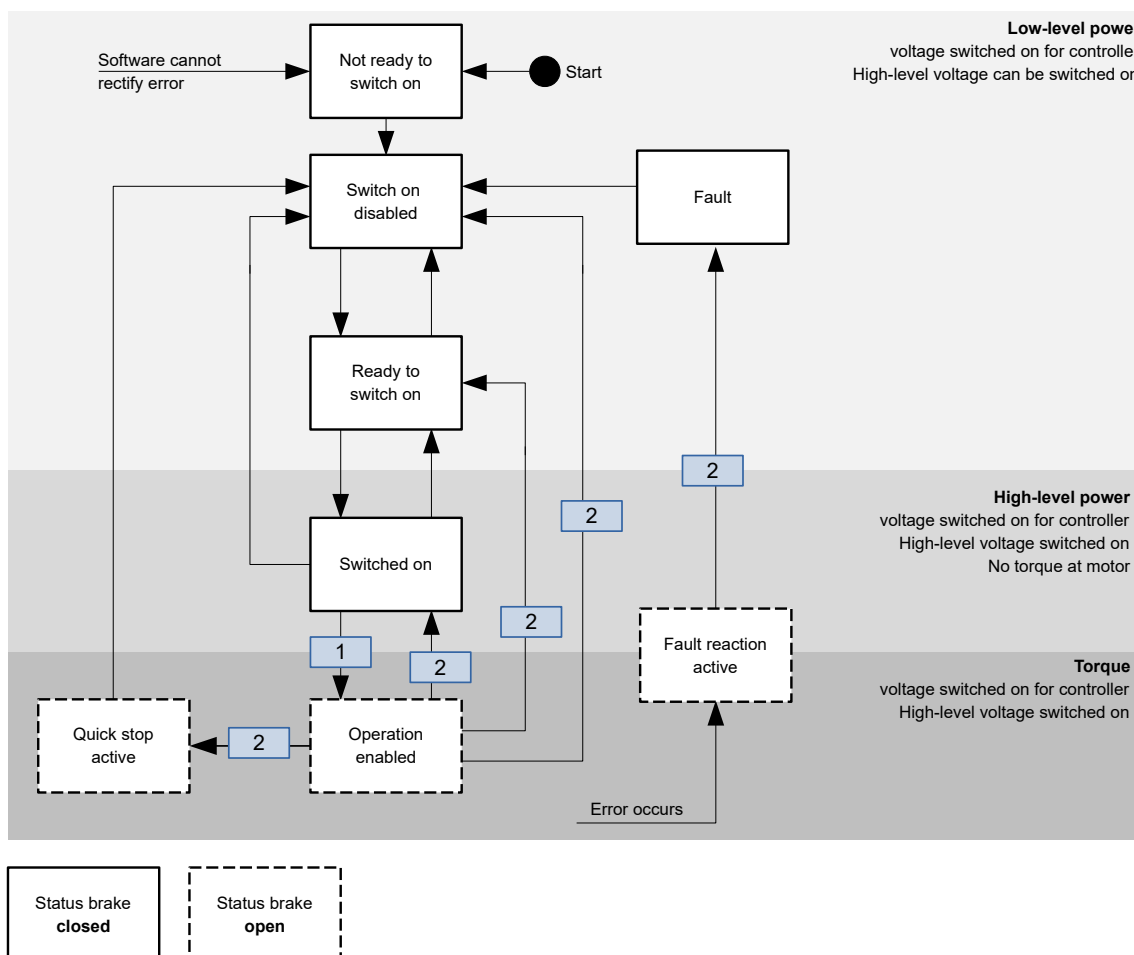 Low-level powe
voltage switched on for controlle
High-level voltage can be switched or
Software cannot
rectify error
Not ready to
switch on
Start
Switch on
disabled
Fault
Ready to
switch on
2
High-level power
voltage switched on for controller
High-level voltage switched on
No torque at motor
2
Switched on
2
1
2
Fault reaction
active
Torque
voltage switched on for controller
High-level voltage switched on
Quick stop
active
2
Operation
enabled
Error occurs
Status brake
closed
Status brake
open